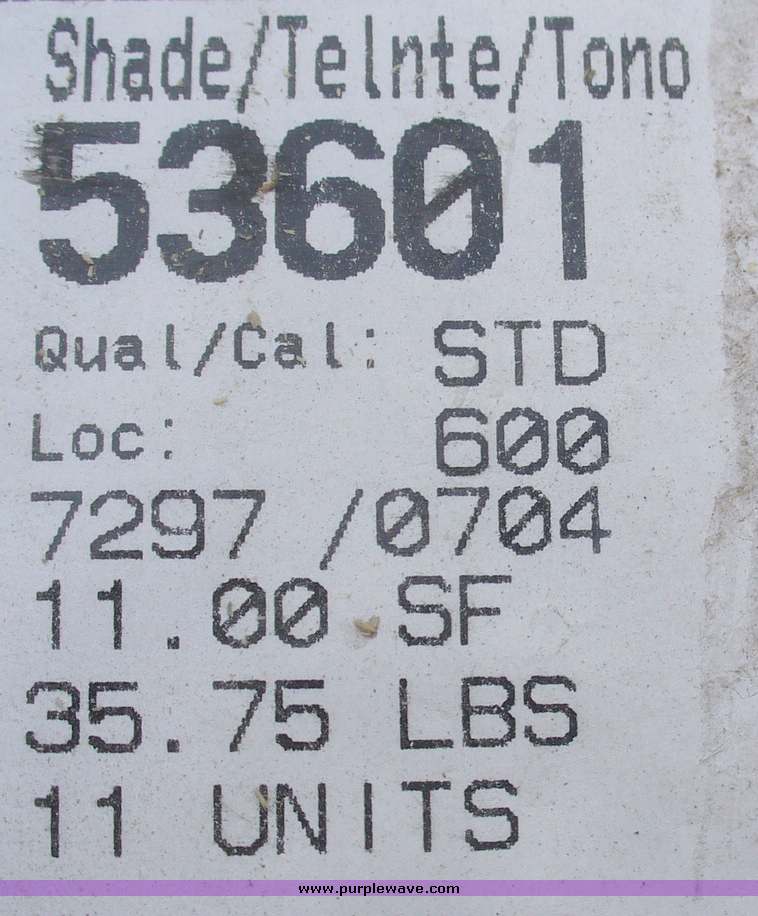 Shade/Telnte/Tono
53601
Qual/Cal: STD
Loc: 600
7297 /0704
11.00 SF
35.75 LBS
11 UNITS
www.purplewave.com